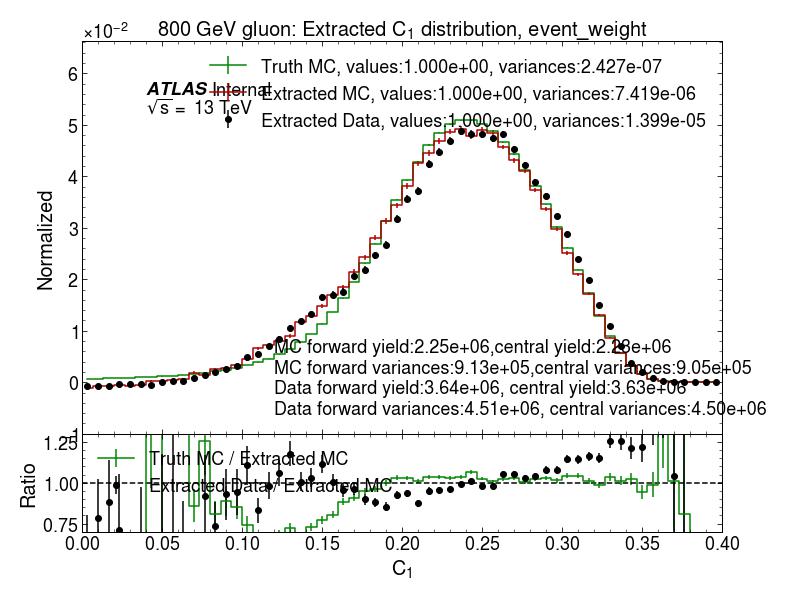 800 GeV gluon: Extracted C1 distribution, event_weight
×10−2
Truth MC, values:1.000e+00, variances:2.427e-07
ATLAS Internal
Extracted MC, values:1.000e+00, variances:7.419e-06
√s = 13 TeV
Extracted Data, values:1.000e+00, variances:1.399e-05
6
5
4
3
2
1
0
1
Normalized
MC forward yield:2.25e+06,central yield:2.23e+06
MC forward variances:9.13e+05,central variances:9.05e+05
Data forward yield:3.64e+06, central yield:3.63e+06
Data forward variances:4.51e+06, central variances:4.50e+06
1.25
1.00
0.75
Ratio
Truth MC / Extracted MC
Extracted Data / Extracted MC
0.00 0.05 0.10 0.15 0.20 0.25 0.30 0.35 0.40
C1